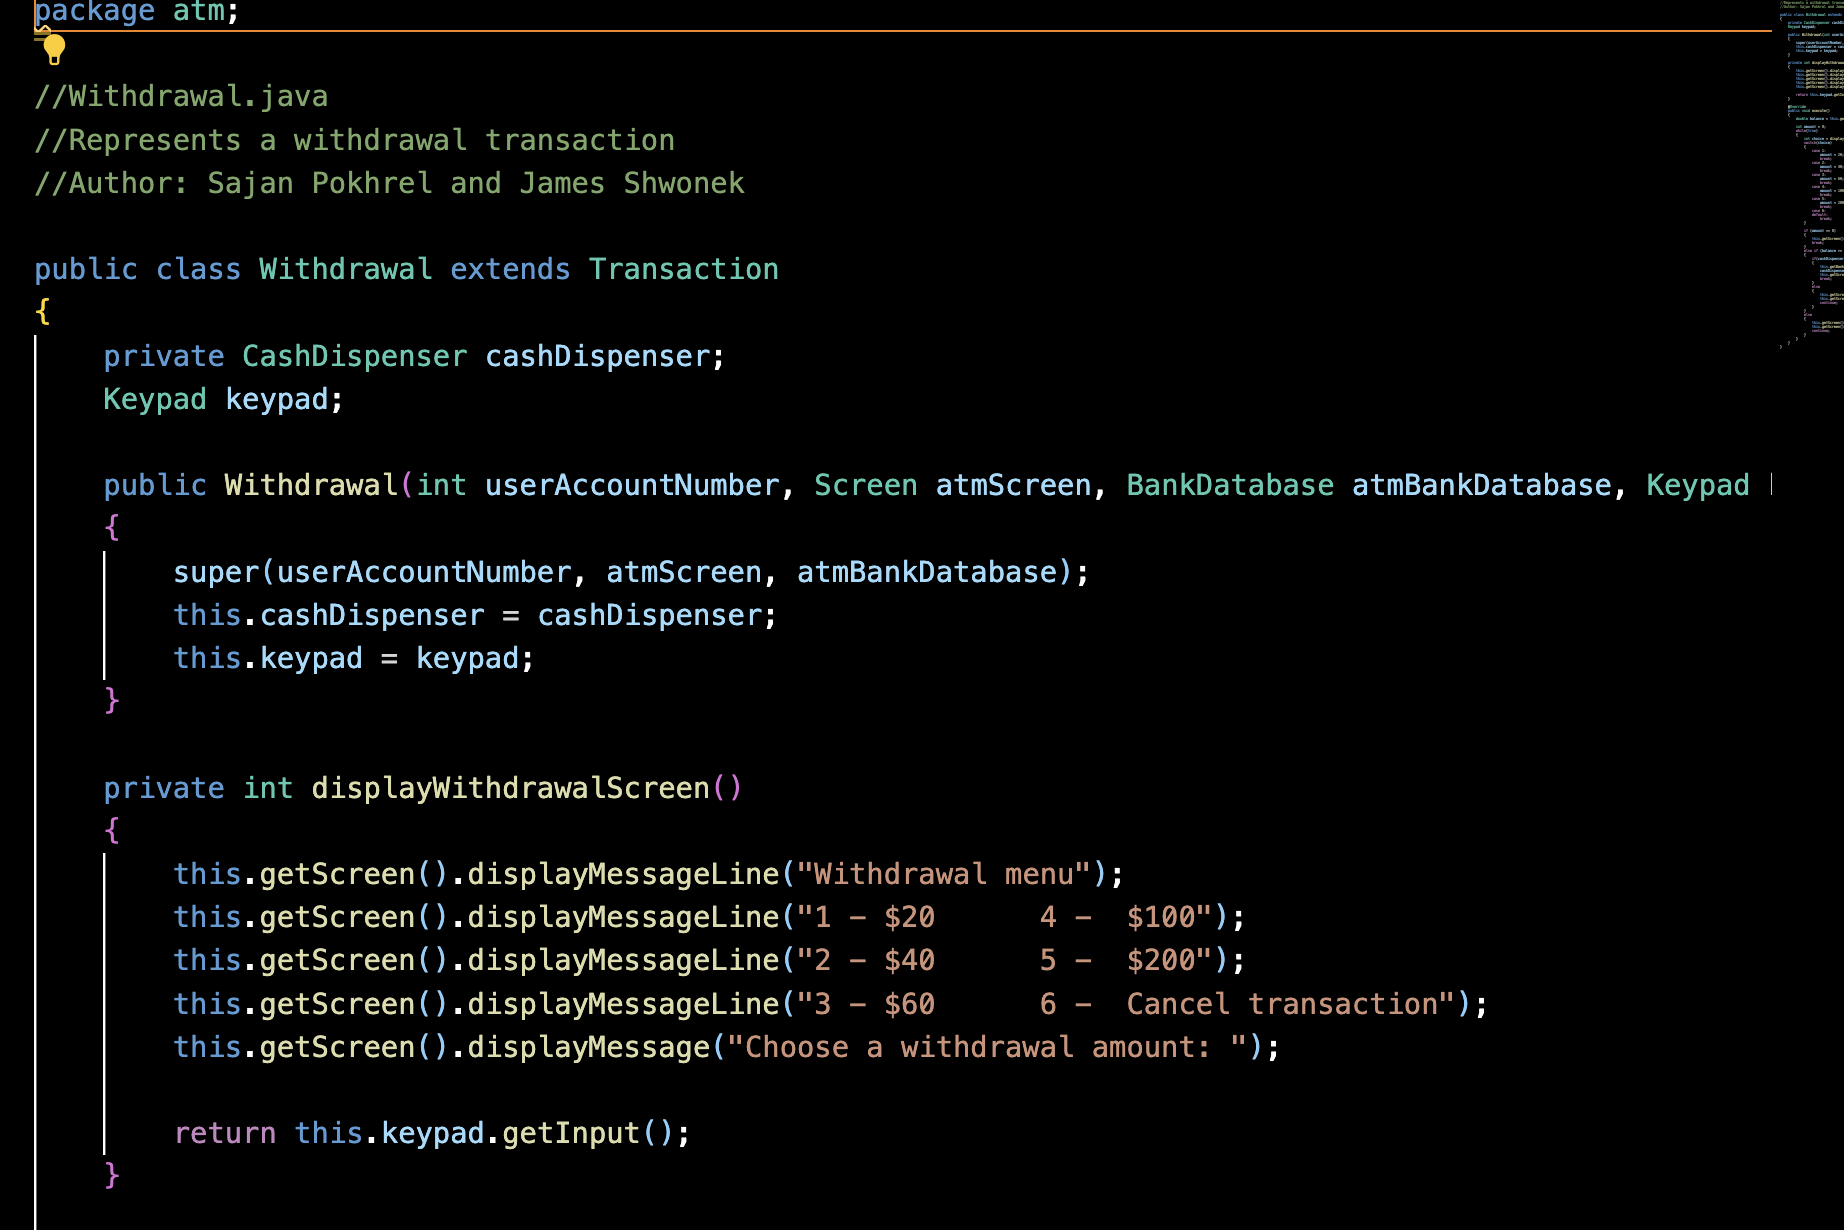 package atm;
//Withdrawal.java
//Represents a withdrawal transaction
//Author: Sajan Pokhrel and James Shwonek
public class Withdrawal extends Transaction
{
    private CashDispenser cashDispenser;
    Keypad keypad;
    public Withdrawal(int userAccountNumber, Screen atmScreen, BankDatabase atmBankDatabase, Keypad
    {
        super(userAccountNumber, atmScreen, atmBankDatabase);
        this.cashDispenser = cashDispenser;
        this.keypad = keypad;
    }
    private int displayWithdrawalScreen()
    {
        this.getScreen().displayMessageLine("Withdrawal menu");
        this.getScreen().displayMessageLine("1 - $20      4 -  $100");
        this.getScreen().displayMessageLine("2 - $40      5 -  $200");
        this.getScreen().displayMessageLine("3 - $60      6 -  Cancel transaction");
        this.getScreen().displayMessage("Choose a withdrawal amount: ");
        return this.keypad.getInput();
    }